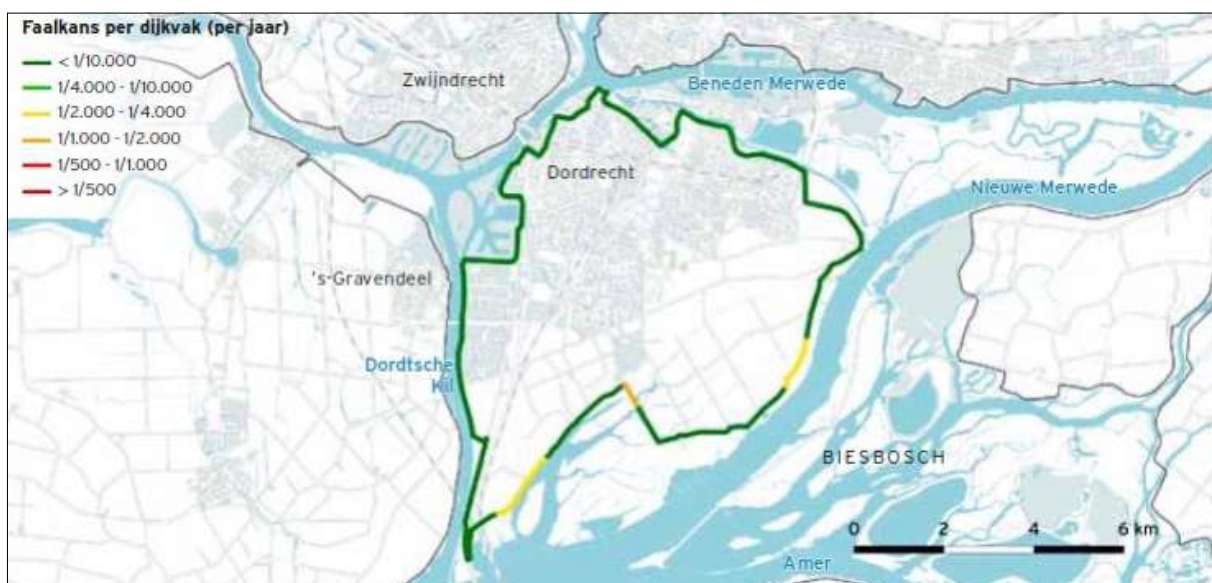 Faalkans per dijkvak (per jaar)
< 1/10.000
1/4.000 - 1/10.000
1/2.000 - 1/4.000
1/1.000 - 1/2.000
1/500 - 1/1.000
> 1/500
Zwijndrecht
Beneden Merwede
Dordrecht
Nieuwe Merwede
's-Gravendeel
Dordtsche
Kil
BIESBOSCH
0 2 4 6 km
Amer